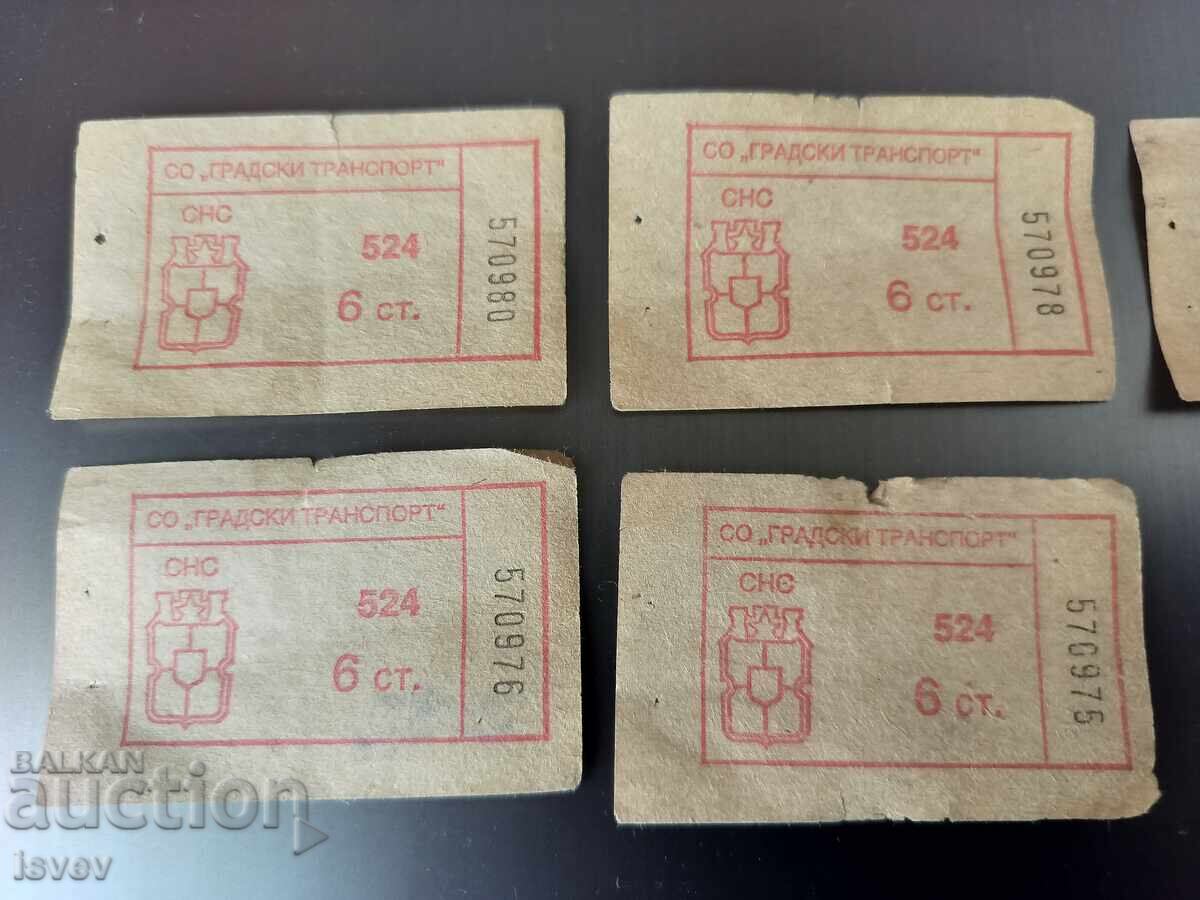 СО „ГРАДСКИ ТРАНСПОРТ“
СНС
524
6 ст.
570980
СО „ГРАДСКИ ТРАНСПОРТ“
СНС
524
6 ст.
570978
СО „ГРАДСКИ ТРАНСПОРТ“
СНС
524
6 ст.
570976
СО „ГРАДСКИ ТРАНСПОРТ“
СНС
524
6 ст.
570975
BALKAN
auction
isvev